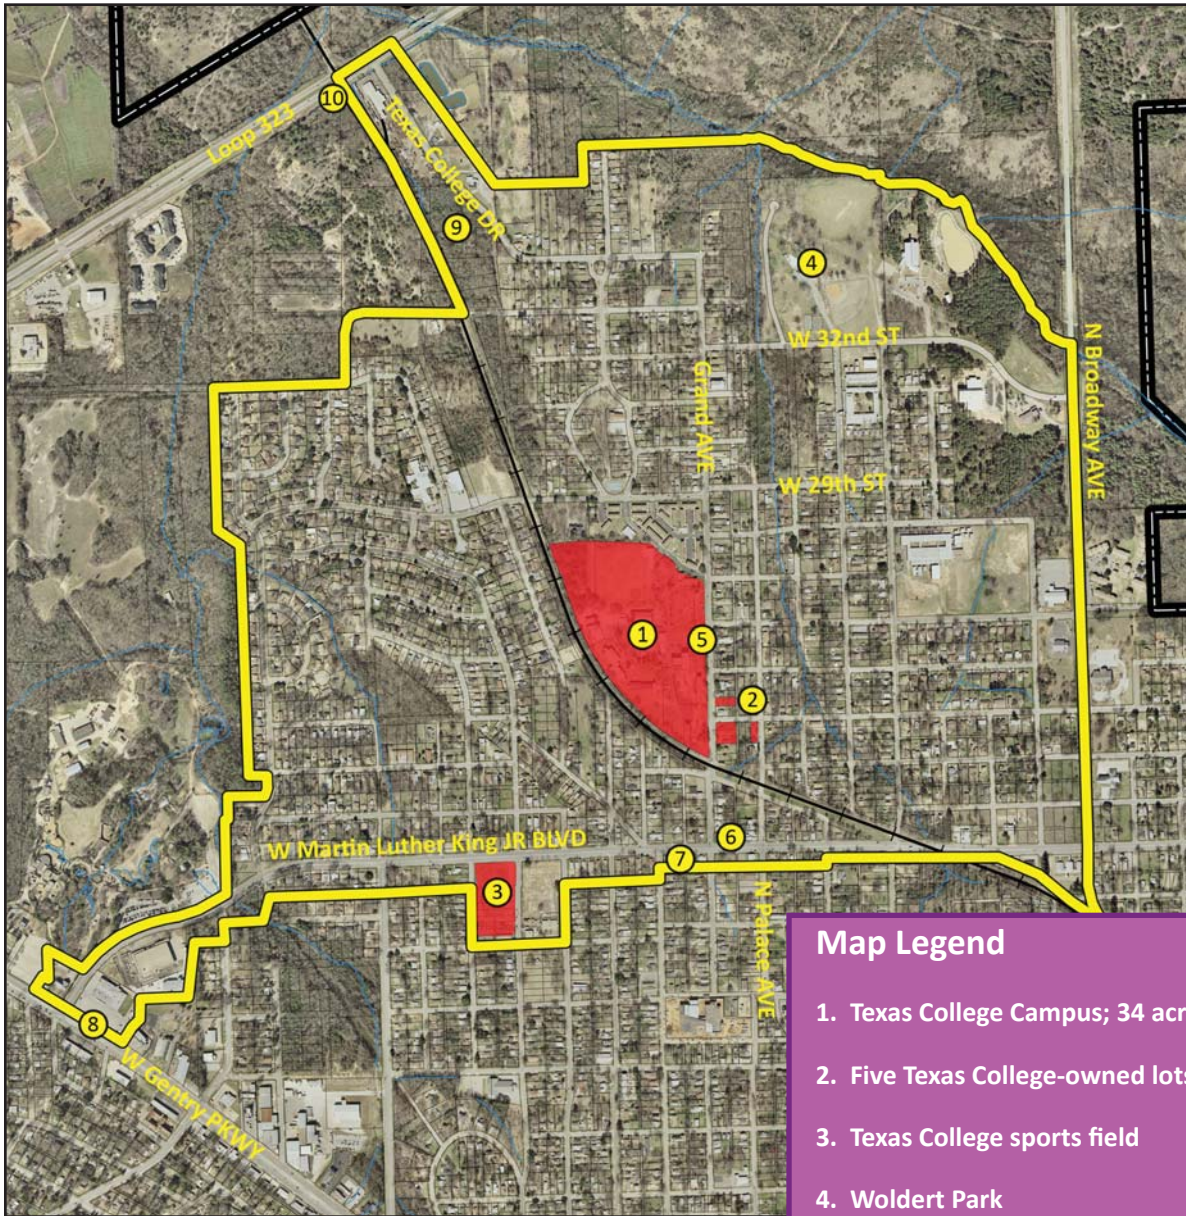 10
Loop 323
Texas College DR
9
4
W 32nd ST
N Broadway AVE
Grand AVE
W 29th ST
1
5
2
6
W Martin Luther King JR BLVD
7
3
N Palace AVE
8
W Gentry PKWY
Map Legend
1. Texas College Campus; 34 acr
2. Five Texas College-owned lots
3. Texas College sports field
4. Woldert Park